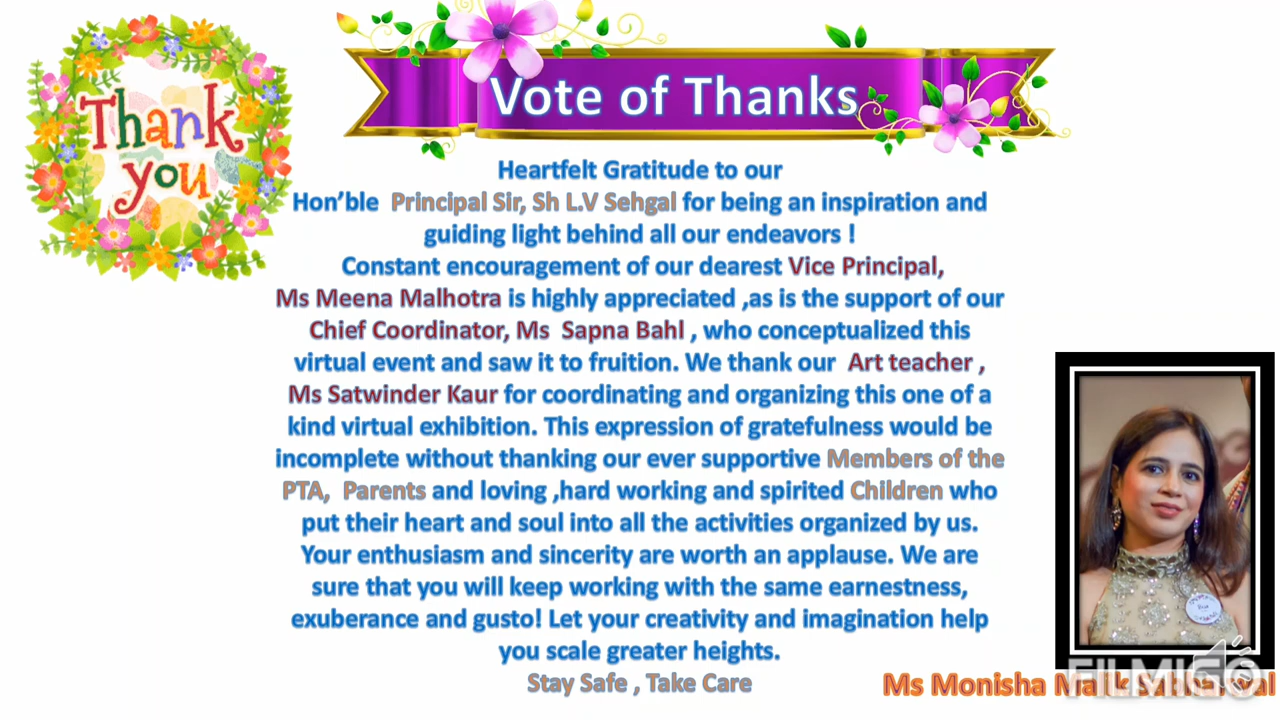 Thank
you
Vote of Thanks
Heartfelt Gratitude to our
Hon’ble Principal Sir, Sh L.V Sehgal for being an inspiration and
guiding light behind all our endeavors !
Constant encouragement of our dearest Vice Principal,
Ms Meena Malhotra is highly appreciated ,as is the support of our
Chief Coordinator, Ms Sapna Bahl , who conceptualized this
virtual event and saw it to fruition. We thank our Art teacher ,
Ms Satwinder Kaur for coordinating and organizing this one of a
kind virtual exhibition. This expression of gratefulness would be
incomplete without thanking our ever supportive Members of the
PTA, Parents and loving ,hard working and spirited Children who
put their heart and soul into all the activities organized by us.
Your enthusiasm and sincerity are worth an applause. We are
sure that you will keep working with the same earnestness,
exuberance and gusto! Let your creativity and imagination help
you scale greater heights.
Stay Safe , Take Care
Ms Monisha Malik
FILMIGO